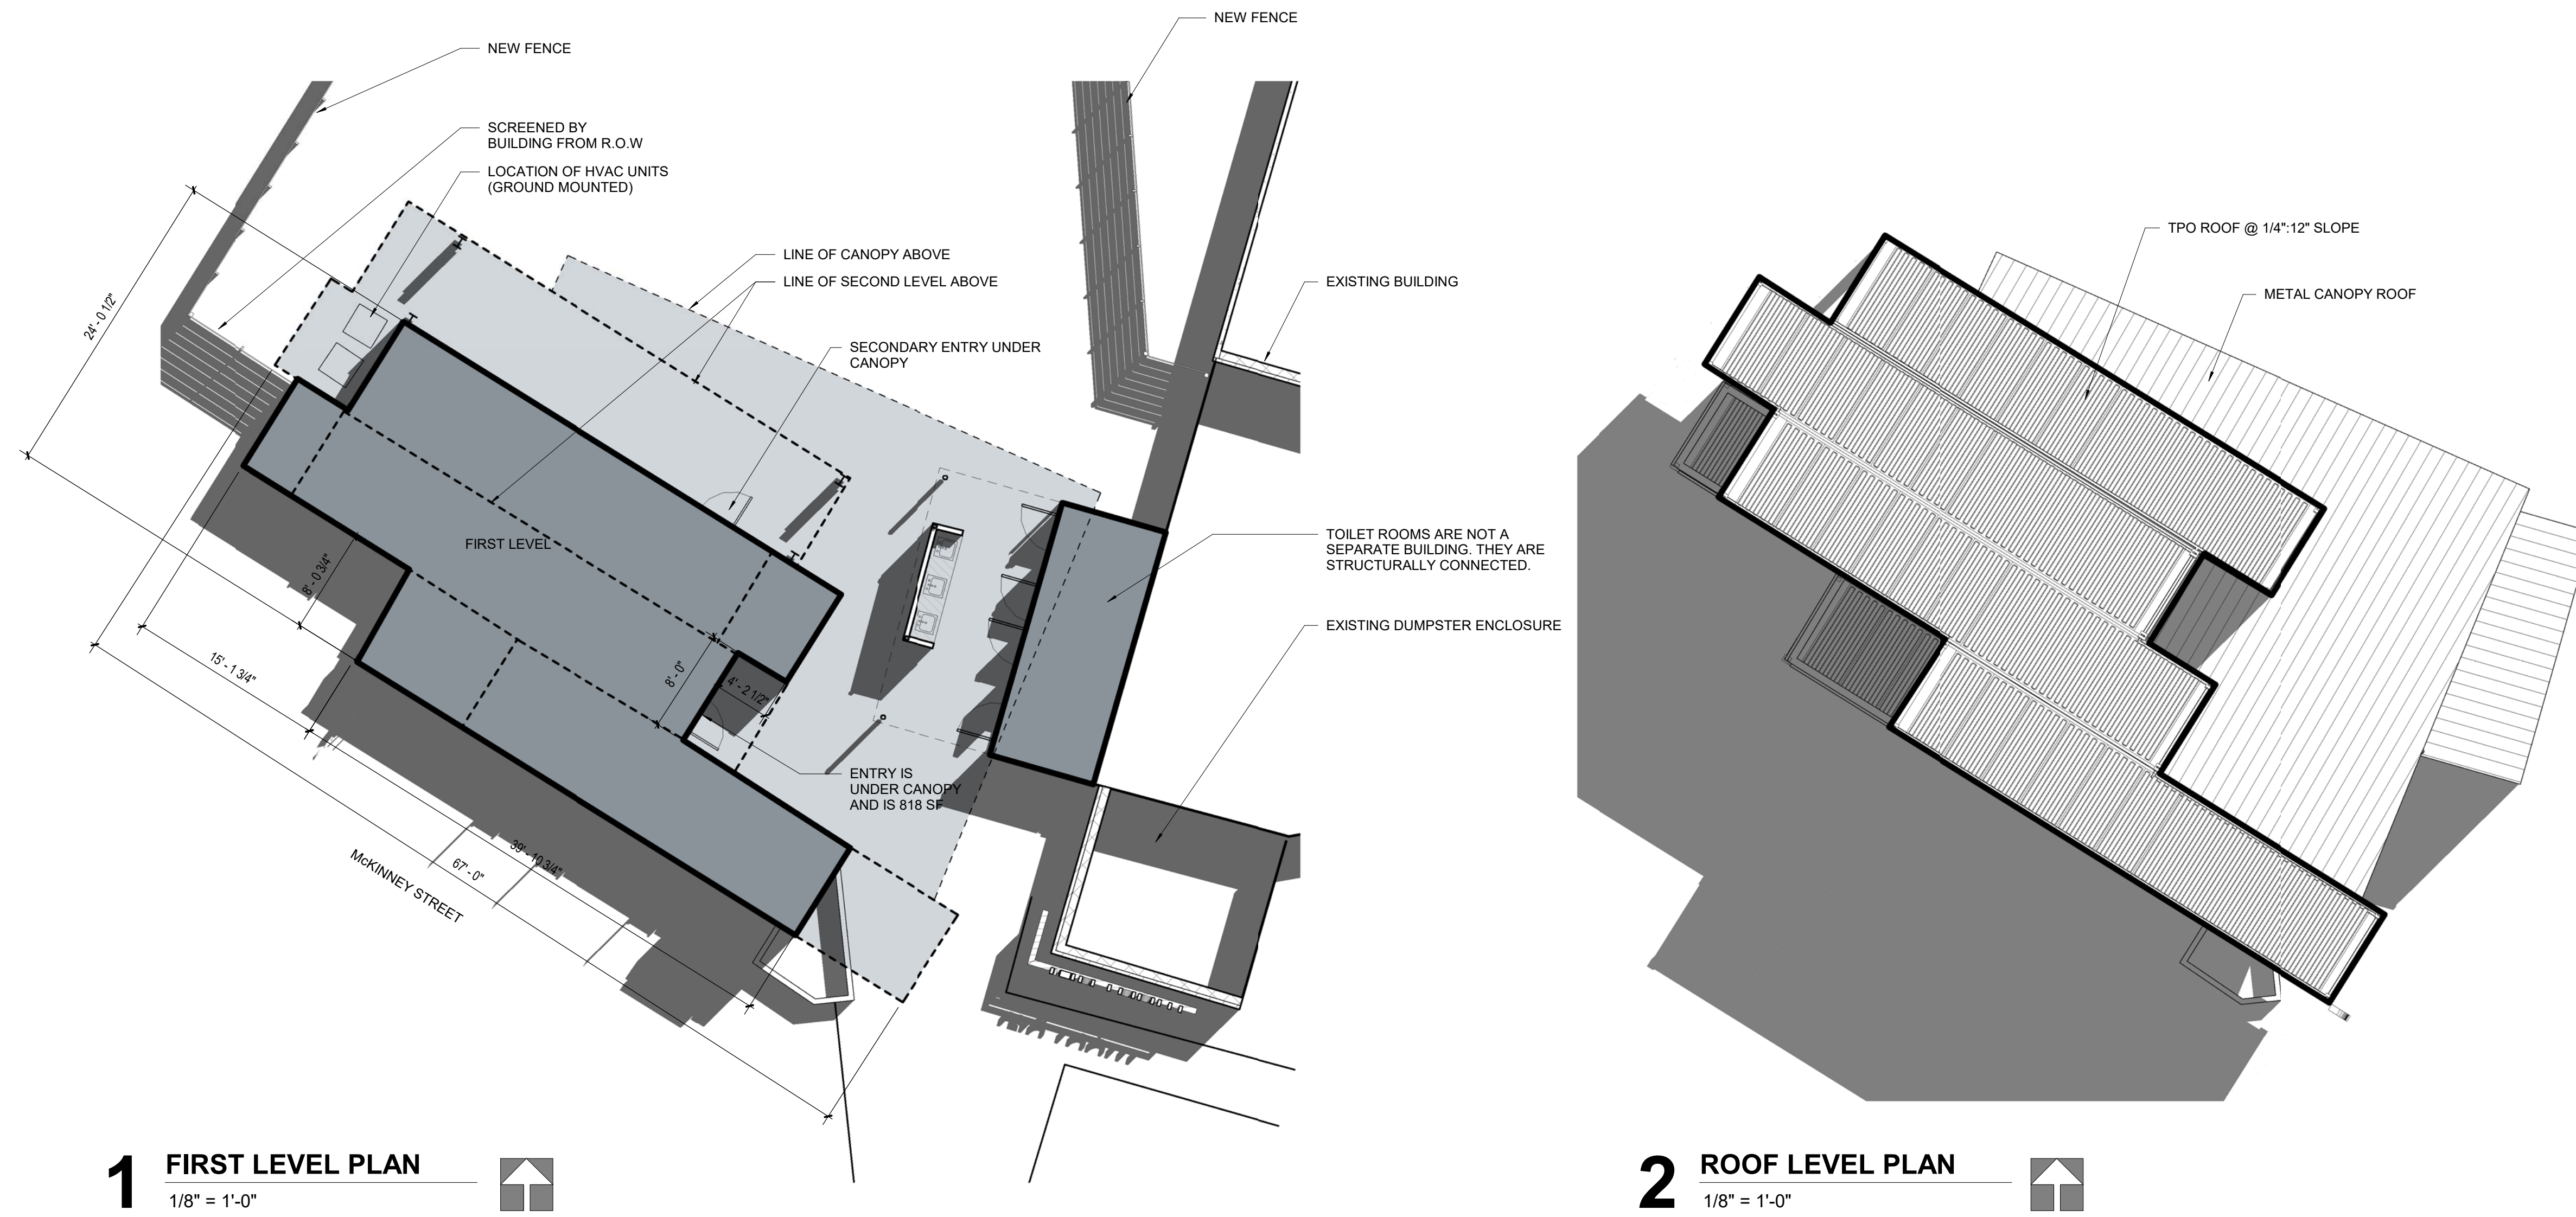 NEW FENCE
NEW FENCE
SCREENED BY
BUILDING FROM R.O.W
LOCATION OF HVAC UNITS
(GROUND MOUNTED)
LINE OF CANOPY ABOVE
LINE OF SECOND LEVEL ABOVE
SECONDARY ENTRY UNDER
CANOPY
EXISTING BUILDING
TOILET ROOMS ARE NOT A
SEPARATE BUILDING. THEY ARE
STRUCTURALLY CONNECTED.
EXISTING DUMPSTER ENCLOSURE
24' - 0 1/2"
FIRST LEVEL
8' - 0 3/4"
15' - 1 3/4"
8' - 0"
4' - 2 1/2"
ENTRY IS
UNDER CANOPY
AND IS 818 SF
39' - 10 3/4"
67' - 0"
McKINNEY STREET
1 FIRST LEVEL PLAN
1/8" = 1'-0"
TPO ROOF @ 1/4":12" SLOPE
METAL CANOPY ROOF
2 ROOF LEVEL PLAN
1/8" = 1'-0"